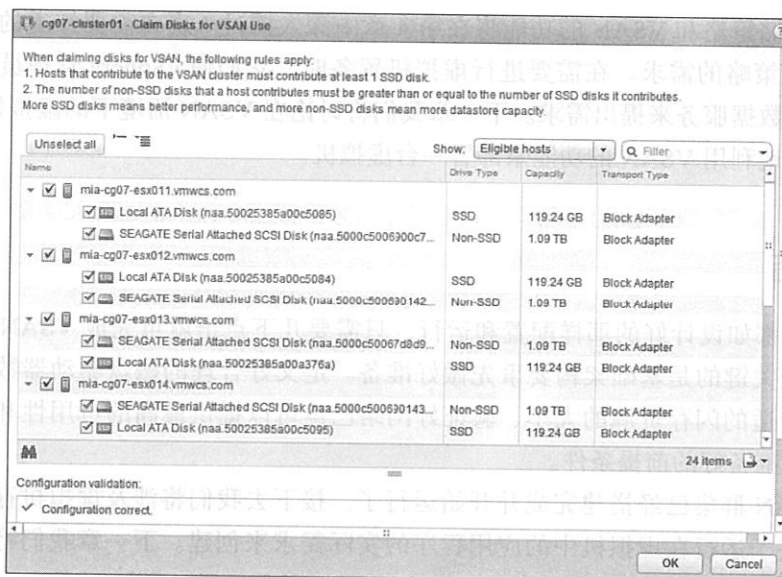 cg07-cluster01 - Claim Disks for VSAN Use
?
When claiming disks for VSAN, the following rules apply:
1. Hosts that contribute to the VSAN cluster must contribute at least 1 SSD disk.
2. The number of non-SSD disks that a host contributes must be greater than or equal to the number of SSD disks it contributes.
More SSD disks means better performance, and more non-SSD disks mean more datastore capacity.
Unselect all Show: Eligible hosts Filter
Name Drive Type Capacity Transport Type
mia-cg07-esx011.vmwcs.com
Local ATA Disk (naa.50025385a00c5085) SSD 119.24 GB Block Adapter
SEAGATE Serial Attached SCSI Disk (naa.5000c5006900c7... Non-SSD 1.09 TB Block Adapter
mia-cg07-esx012.vmwcs.com
Local ATA Disk (naa.50025385a00c5084) SSD 119.24 GB Block Adapter
SEAGATE Serial Attached SCSI Disk (naa.5000c500690142... Non-SSD 1.09 TB Block Adapter
mia-cg07-esx013.vmwcs.com
SEAGATE Serial Attached SCSI Disk (naa.5000c50067d8d9... Non-SSD 1.09 TB Block Adapter
Local ATA Disk (naa.50025385a00a376a) SSD 119.24 GB Block Adapter
mia-cg07-esx014.vmwcs.com
SEAGATE Serial Attached SCSI Disk (naa.5000c500690143... Non-SSD 1.09 TB Block Adapter
Local ATA Disk (naa.50025385a00c5095) SSD 119.24 GB Block Adapter
24 items
Configuration validation:
Configuration correct.
OK Cancel